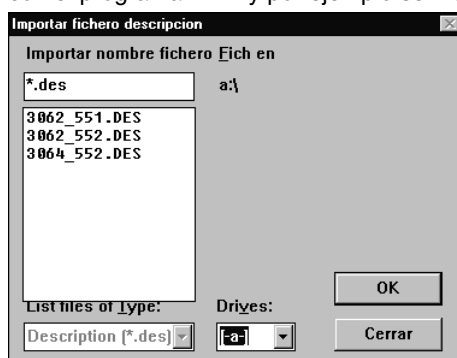 Importar fichero descripcion
Importar nombre fichero Fich en
*.des a:\
3062_551.DES
3062_552.DES
3064_552.DES
OK
List files of Type: Drives:
Description (*.des) [-a-] Cerrar